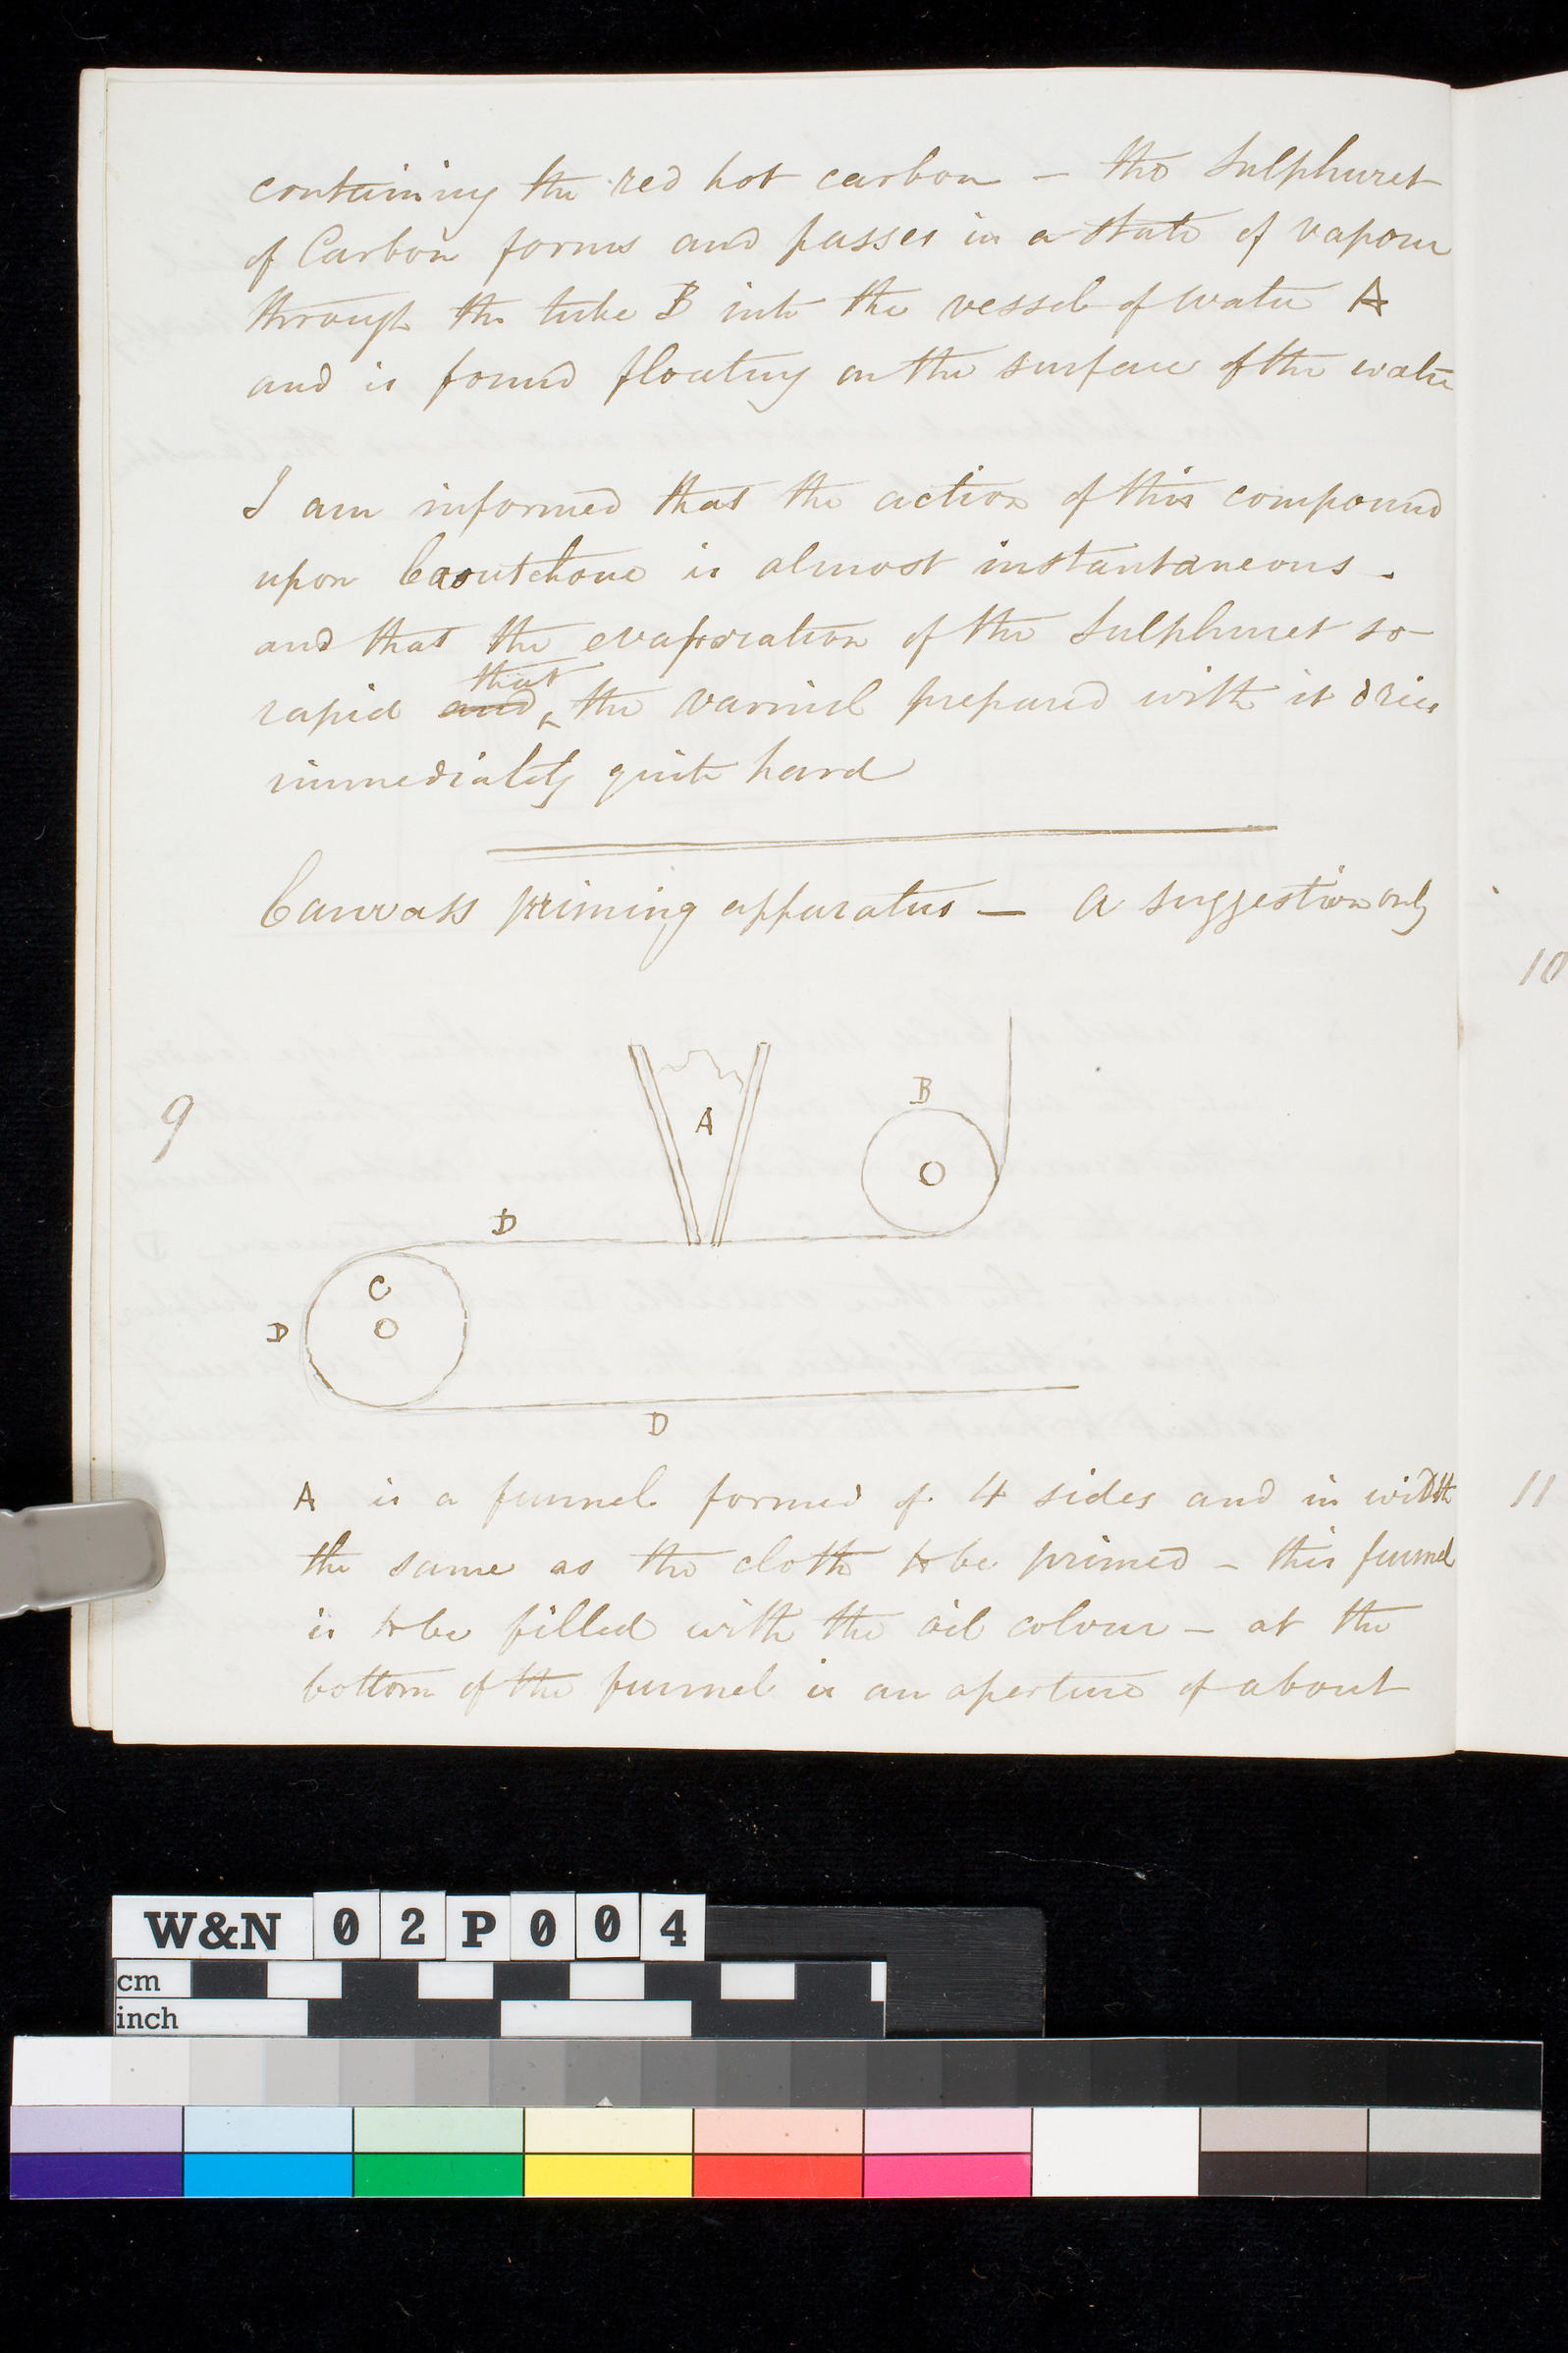 containing the red hot carbon – the Sulphuret
of Carbon forms and passes in a state of vapour
through the tube B into the vessel of water A
and is found floating on the surface of the water
I am informed that the action of this compound
upon Caoutchouc is almost instantaneous.
and that the evaporation of the Sulphuret so
that
rapid and ‸ the varnish prepared with it dries
immediately quite hard
Canvass priming apparatus — A suggestion only
10
A
B
9
D
C
D
D
A is a funnel formed of 4 sides and in width
11
the same as the cloth to be primed – this funnel
is to be filled with the oil colour – at the
bottom of the funnel is an aperture of about
W&N 02P004
cm
inch